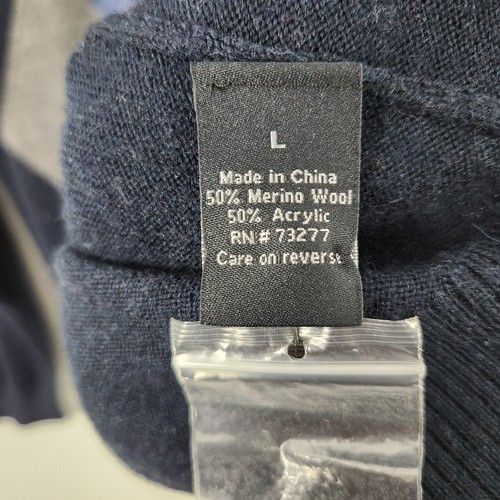 L
Made in China
50% Merino Wool
50% Acrylic
RN # 73277
Care on reverse